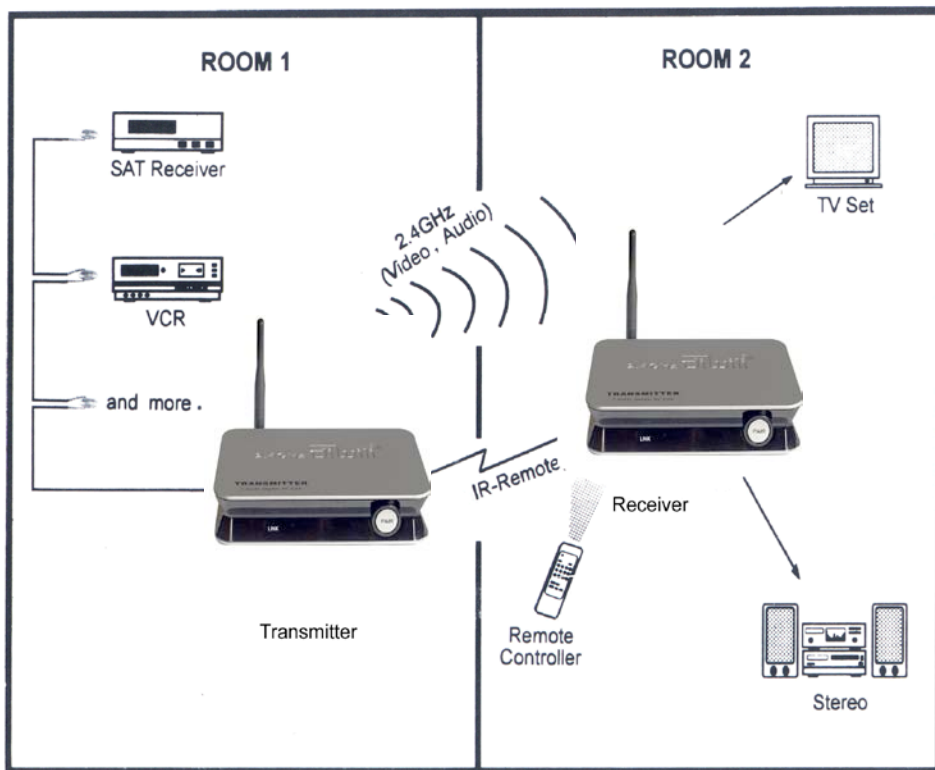 ROOM 1
ROOM 2
SAT Receiver
TV Set
2.4GHz
(Video, Audio)
VCR
and more.
TRANSMITTER
LINK
IR-Remote.
Receiver
TRANSMITTER
LINK
Transmitter
Remote
Controller
Stereo